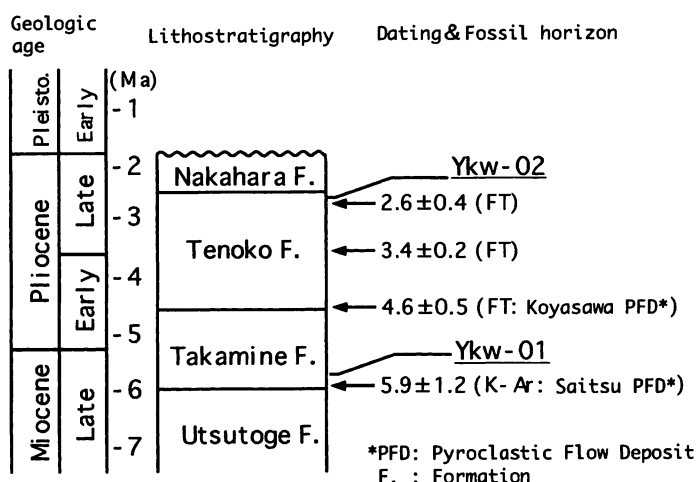 Geologic age
Lithostratigraphy
Dating&Fossil horizon
Pleisto.
Early
Pliocene
Late
Early
Miocene
Late
(Ma)
-1
-2
-3
-4
-5
-6
-7
Nakahara F.
Tenoko F.
Takamine F.
Utsutoge F.
Ykw-02
2.6±0.4 (FT)
3.4±0.2 (FT)
4.6±0.5 (FT: Koyasawa PFD*)
Ykw-01
5.9±1.2 (K-Ar: Saitsu PFD*)
*PFD: Pyroclastic Flow Deposit
F. : Formation